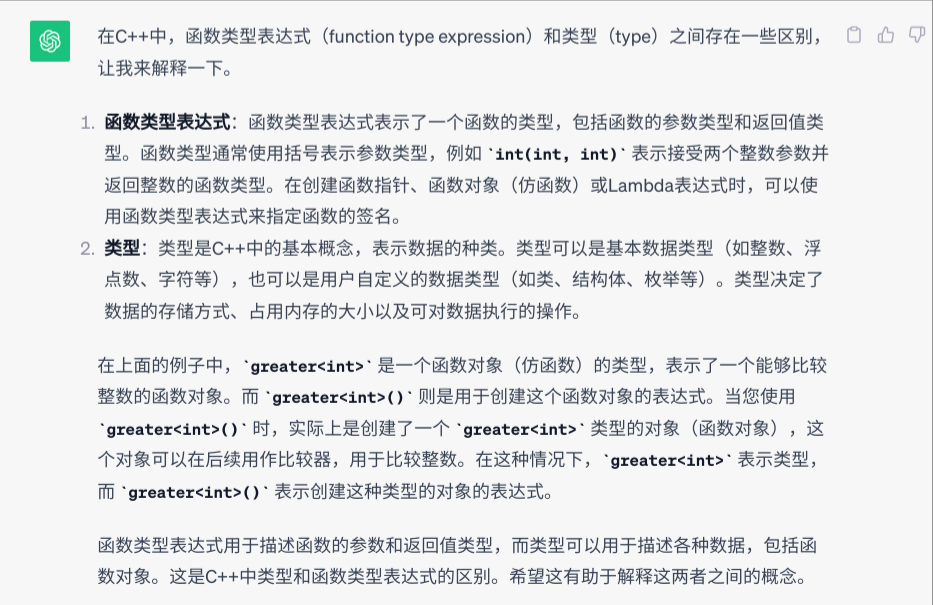 在C++中，函数类型表达式（function type expression）和类型（type）之间存在一些区别，
让我来解释一下。
1. 函数类型表达式：函数类型表达式表示了一个函数的类型，包括函数的参数类型和返回值类
型。函数类型通常使用括号表示参数类型，例如 `int(int, int)` 表示接受两个整数参数并
返回整数的函数类型。在创建函数指针、函数对象（仿函数）或Lambda表达式时，可以使
用函数类型表达式来指定函数的签名。
2. 类型：类型是C++中的基本概念，表示数据的种类。类型可以是基本数据类型（如整数、浮
点数、字符等），也可以是用户自定义的数据类型（如类、结构体、枚举等）。类型决定了
数据的存储方式、占用内存的大小以及可对数据执行的操作。
在上面的例子中，`greater<int>` 是一个函数对象（仿函数）的类型，表示了一个能够比较
整数的函数对象。而 `greater<int>()` 则是用于创建这个函数对象的表达式。当您使用
`greater<int>()` 时，实际上是创建了一个 `greater<int>` 类型的对象（函数对象），这
个对象可以在后续用作比较器，用于比较整数。在这种情况下，`greater<int>` 表示类型，
而 `greater<int>()` 表示创建这种类型的对象的表达式。
函数类型表达式用于描述函数的参数和返回值类型，而类型可以用于描述各种数据，包括函
数对象。这是C++中类型和函数类型表达式的区别。希望这有助于解释这两者之间的概念。